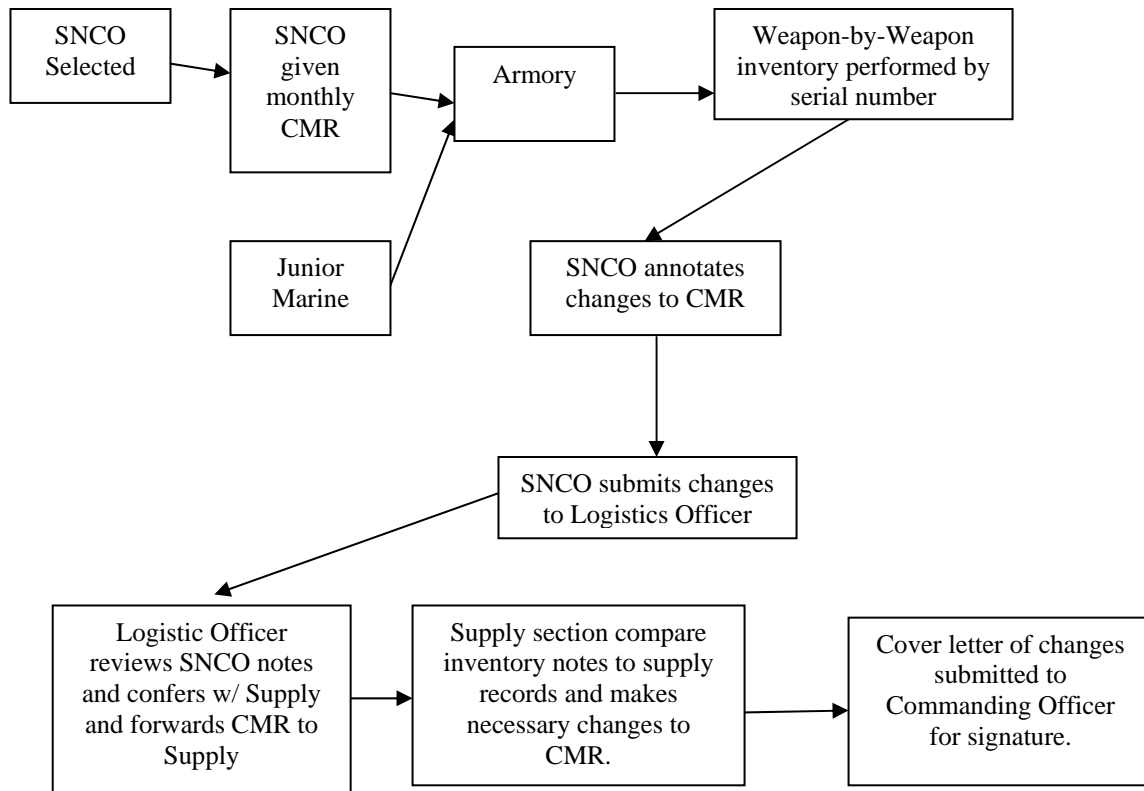 SNCO
Selected
SNCO
given
monthly
CMR
Armory
Weapon-by-Weapon
inventory performed by
serial number
Junior
Marine
SNCO annotates
changes to CMR
SNCO submits changes
to Logistics Officer
Logistic Officer
reviews SNCO notes
and confers w/ Supply
and forwards CMR to
Supply
Supply section compare
inventory notes to supply
records and makes
necessary changes to
CMR.
Cover letter of changes
submitted to
Commanding Officer
for signature.